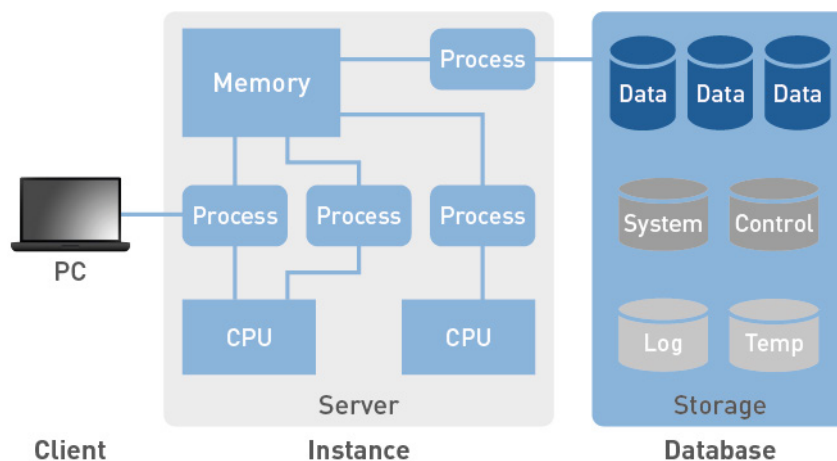 Memory
Process
Data Data Data
Process Process Process
System Control
PC
CPU CPU
Log Temp
Server
Storage
Client
Instance
Database